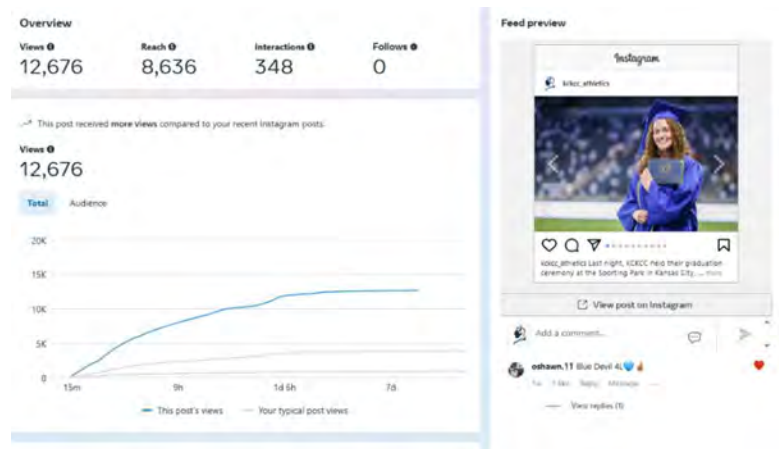 Overview
Views
12,676
Reach
8,636
Interactions
348
Follows
0
This post received more views compared to your recent Instagram posts.
Views
12,676
Total
Audience
20K
15K
10K
5K
0
15m
9h
1d 6h
7d
This post's views
Your typical post views
Feed preview
Instagram
kckcc_athletics
kckcc_athletics Last night, KCKCC held their graduation
ceremony at the Sporting Park in Kansas City, ... more
View post on Instagram
Add a comment...
oshawn.11 Blue Devil 4L
1w 1 like Reply Message
View replies (1)